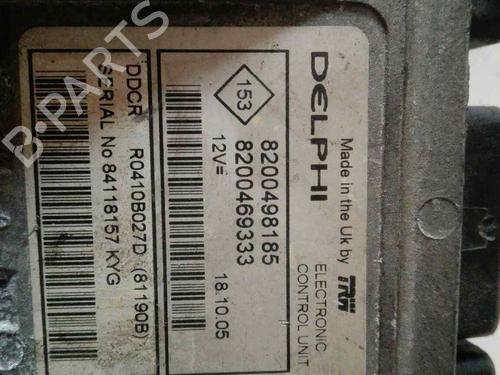 DELPHI
Made in the Uk by TRW
ELECTRONIC
CONTROL UNIT
153
8200498185
8200469333
12V=
18.10.05
DDCR R0410B027D (81190B)
SERIAL No 84118157 KYG
B-PARTS